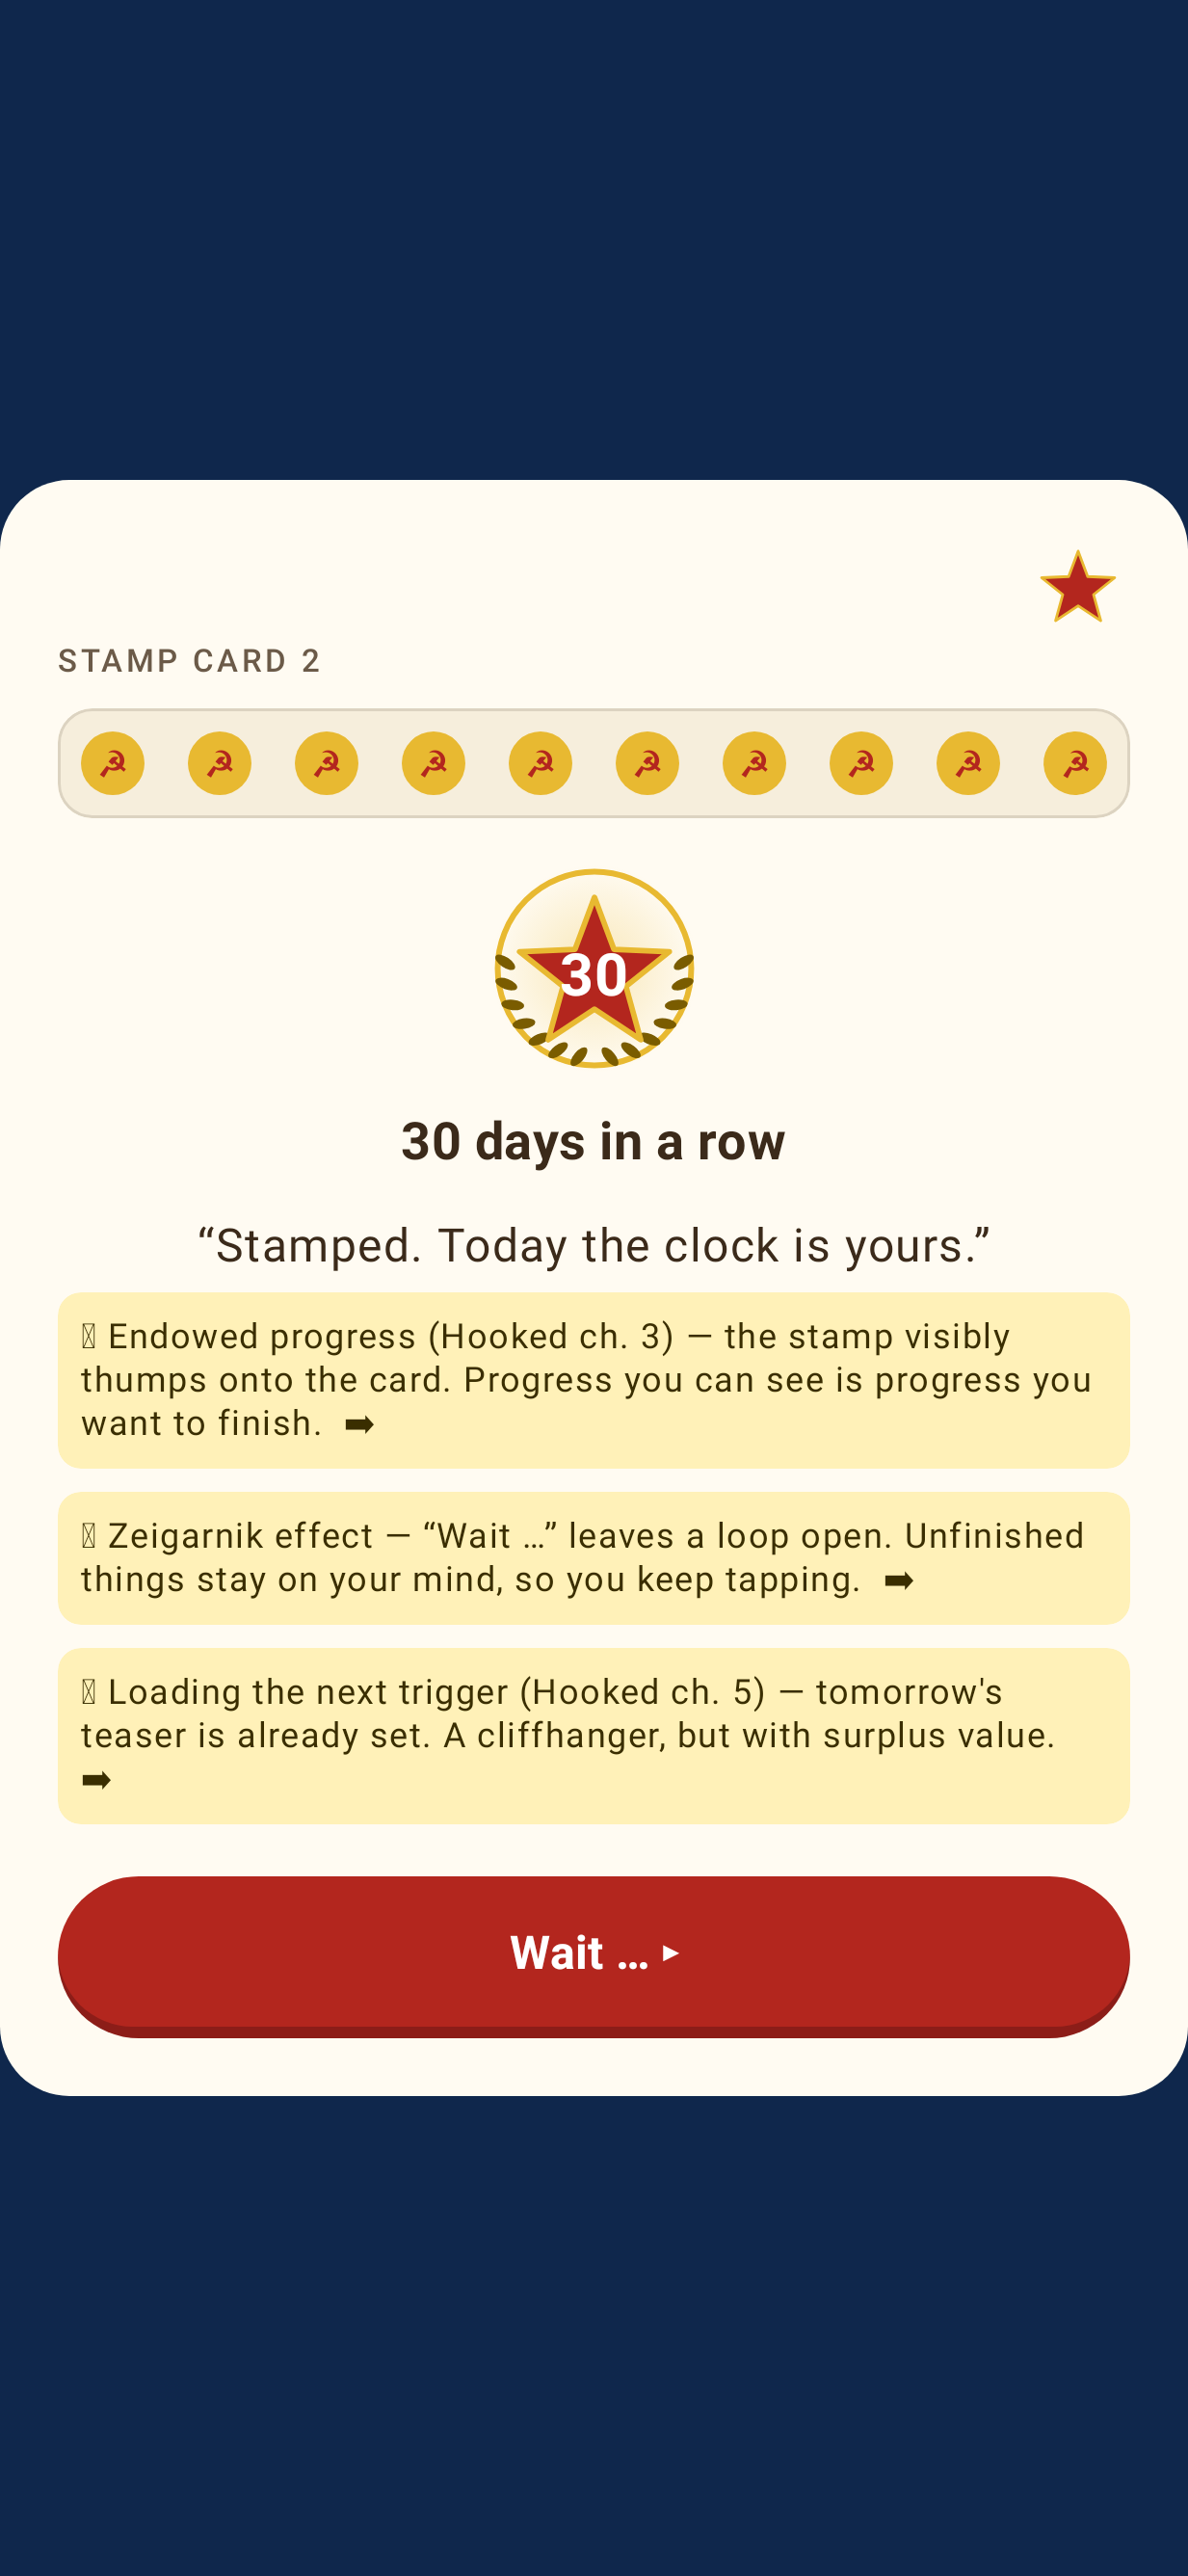 STAMP CARD 2
☭ ☭ ☭ ☭ ☭ ☭ ☭ ☭ ☭ ☭
30
30 days in a row
“Stamped. Today the clock is yours.”
Endowed progress (Hooked ch. 3) — the stamp visibly
thumps onto the card. Progress you can see is progress you
want to finish. ➡
Zeigarnik effect — “Wait …” leaves a loop open. Unfinished
things stay on your mind, so you keep tapping. ➡
Loading the next trigger (Hooked ch. 5) — tomorrow's
teaser is already set. A cliffhanger, but with surplus value.
➡
Wait … ▸